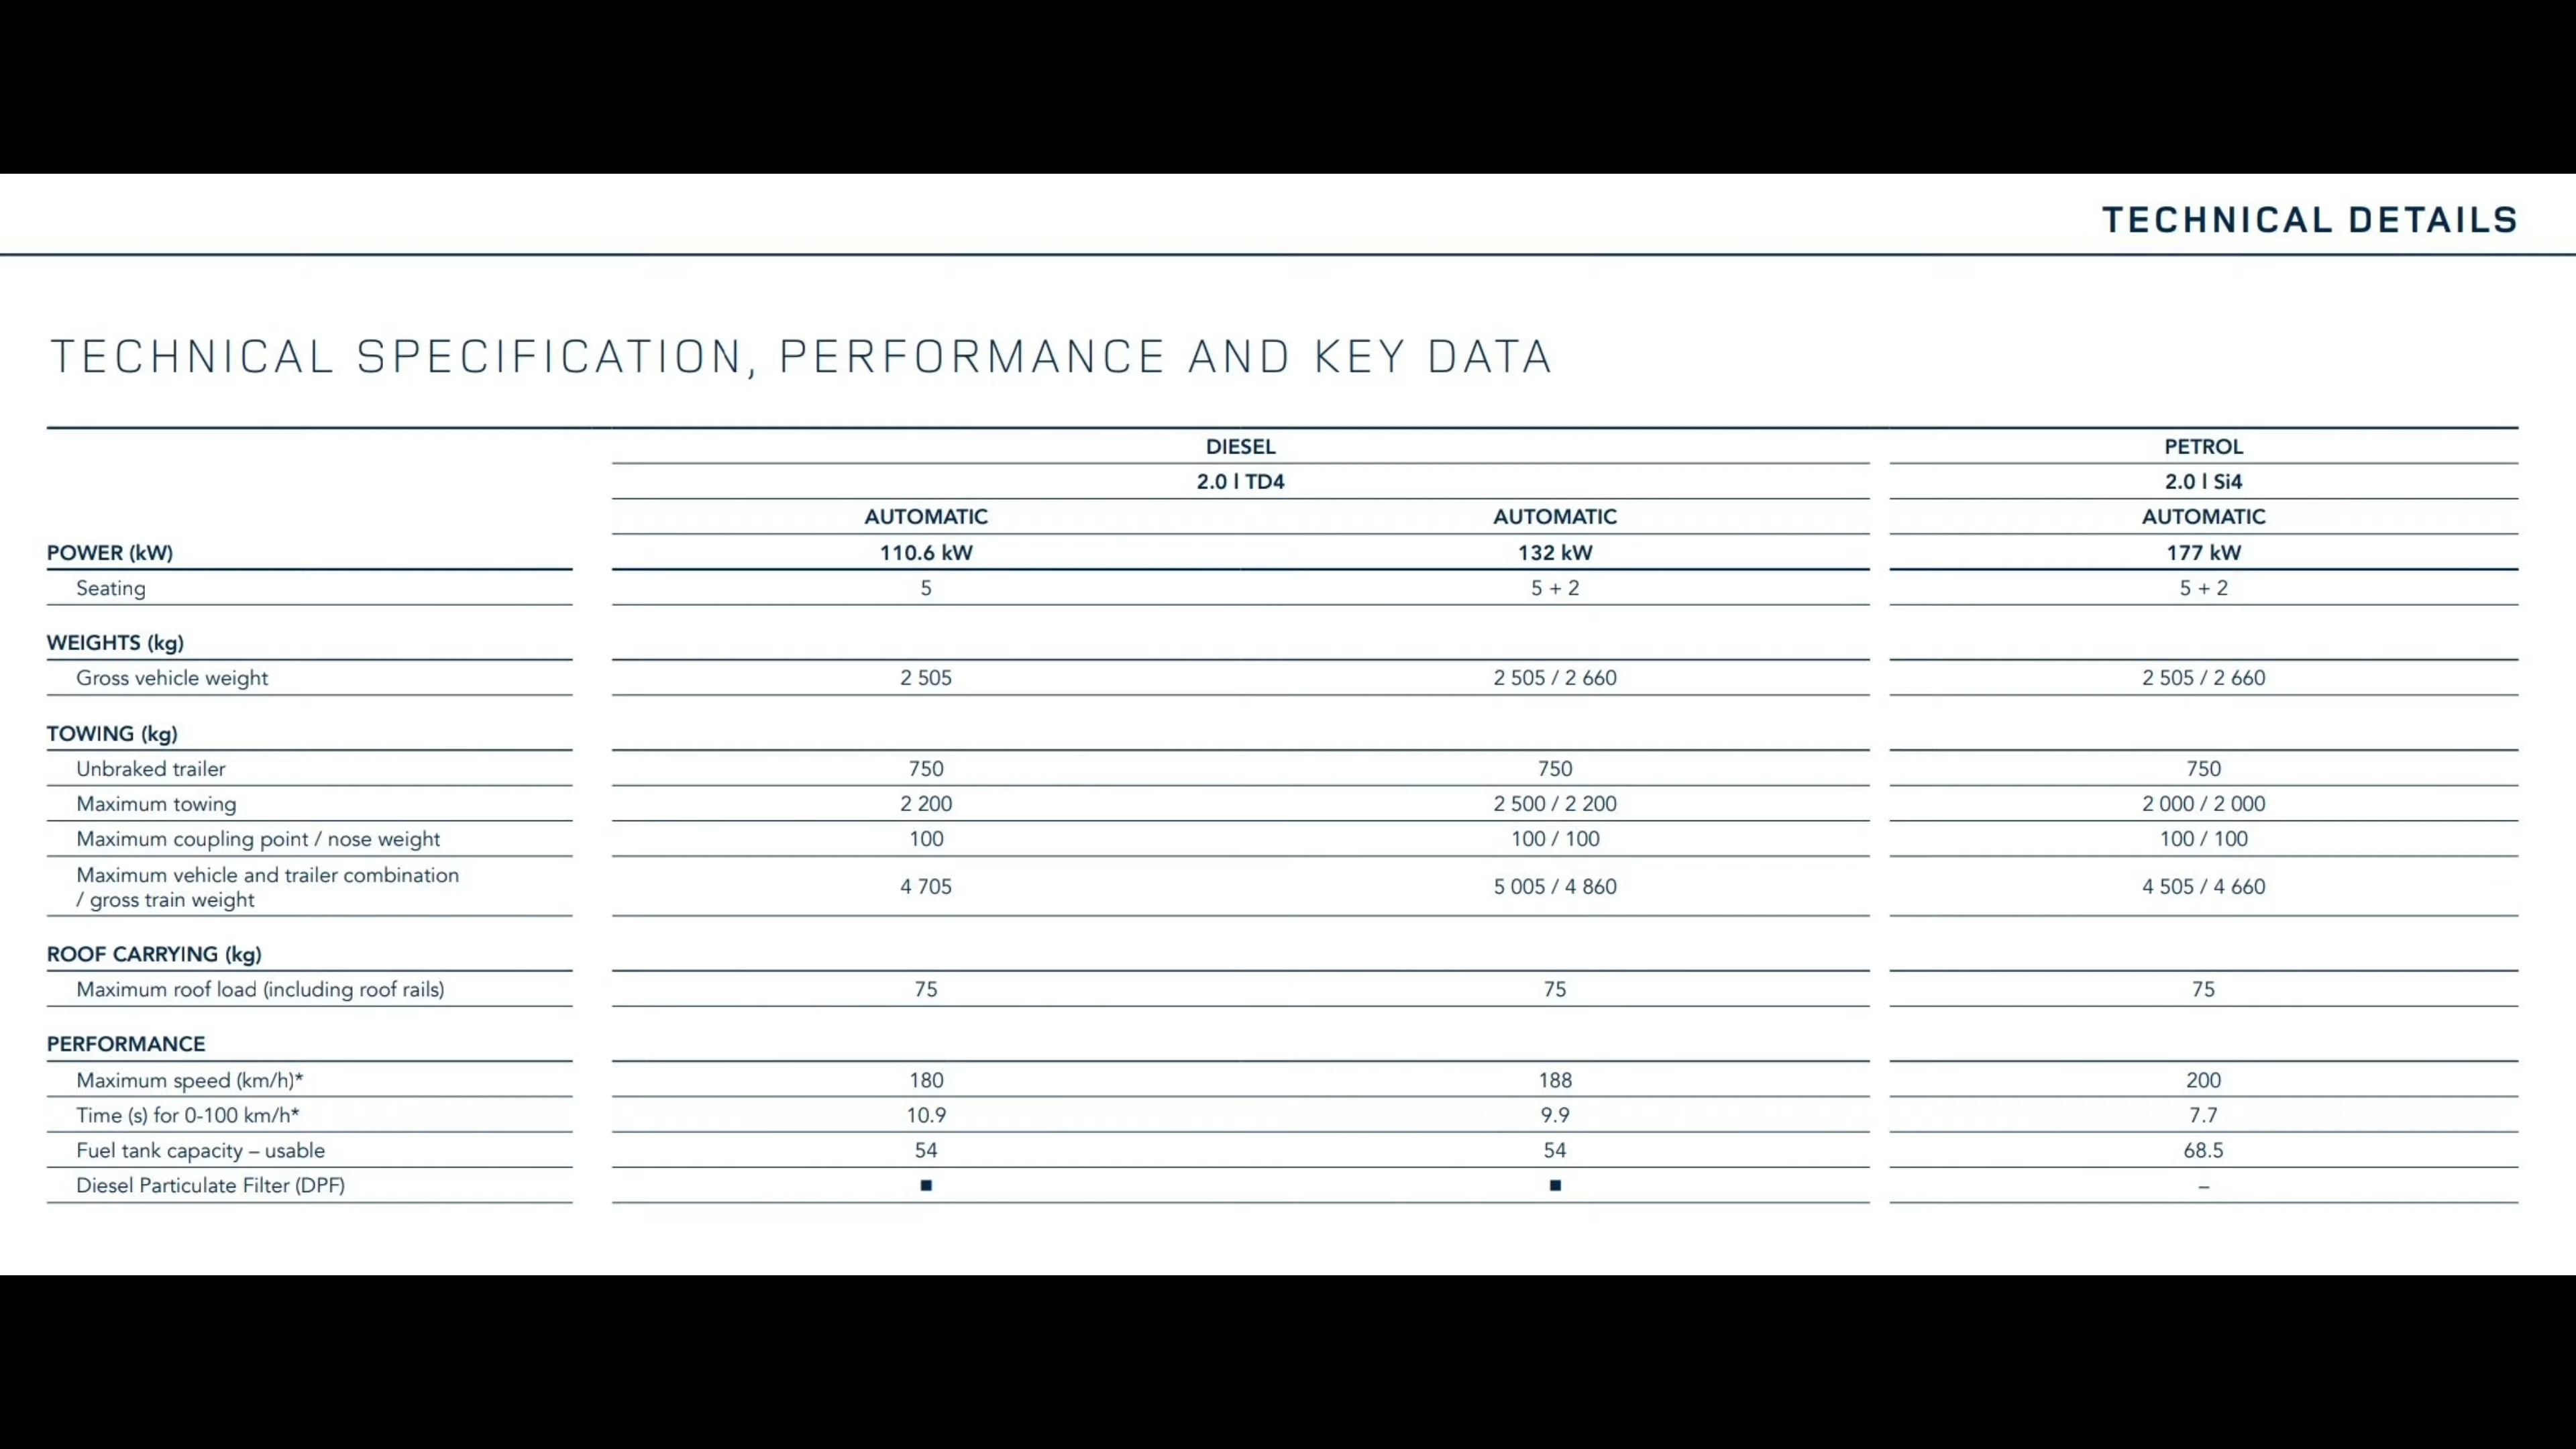 TECHNICAL DETAILS
TECHNICAL SPECIFICATION, PERFORMANCE AND KEY DATA
DIESEL PETROL
2.0 l TD4 2.0 l Si4
AUTOMATIC AUTOMATIC AUTOMATIC
POWER (kW) 110.6 kW 132 kW 177 kW
Seating 5 5 + 2 5 + 2
WEIGHTS (kg)
Gross vehicle weight 2 505 2 505 / 2 660 2 505 / 2 660
TOWING (kg)
Unbraked trailer 750 750 750
Maximum towing 2 200 2 500 / 2 200 2 000 / 2 000
Maximum coupling point / nose weight 100 100 / 100 100 / 100
Maximum vehicle and trailer combination
/ gross train weight 4 705 5 005 / 4 860 4 505 / 4 660
ROOF CARRYING (kg)
Maximum roof load (including roof rails) 75 75 75
PERFORMANCE
Maximum speed (km/h)* 180 188 200
Time (s) for 0-100 km/h* 10.9 9.9 7.7
Fuel tank capacity – usable 54 54 68.5
Diesel Particulate Filter (DPF) ■ ■ –